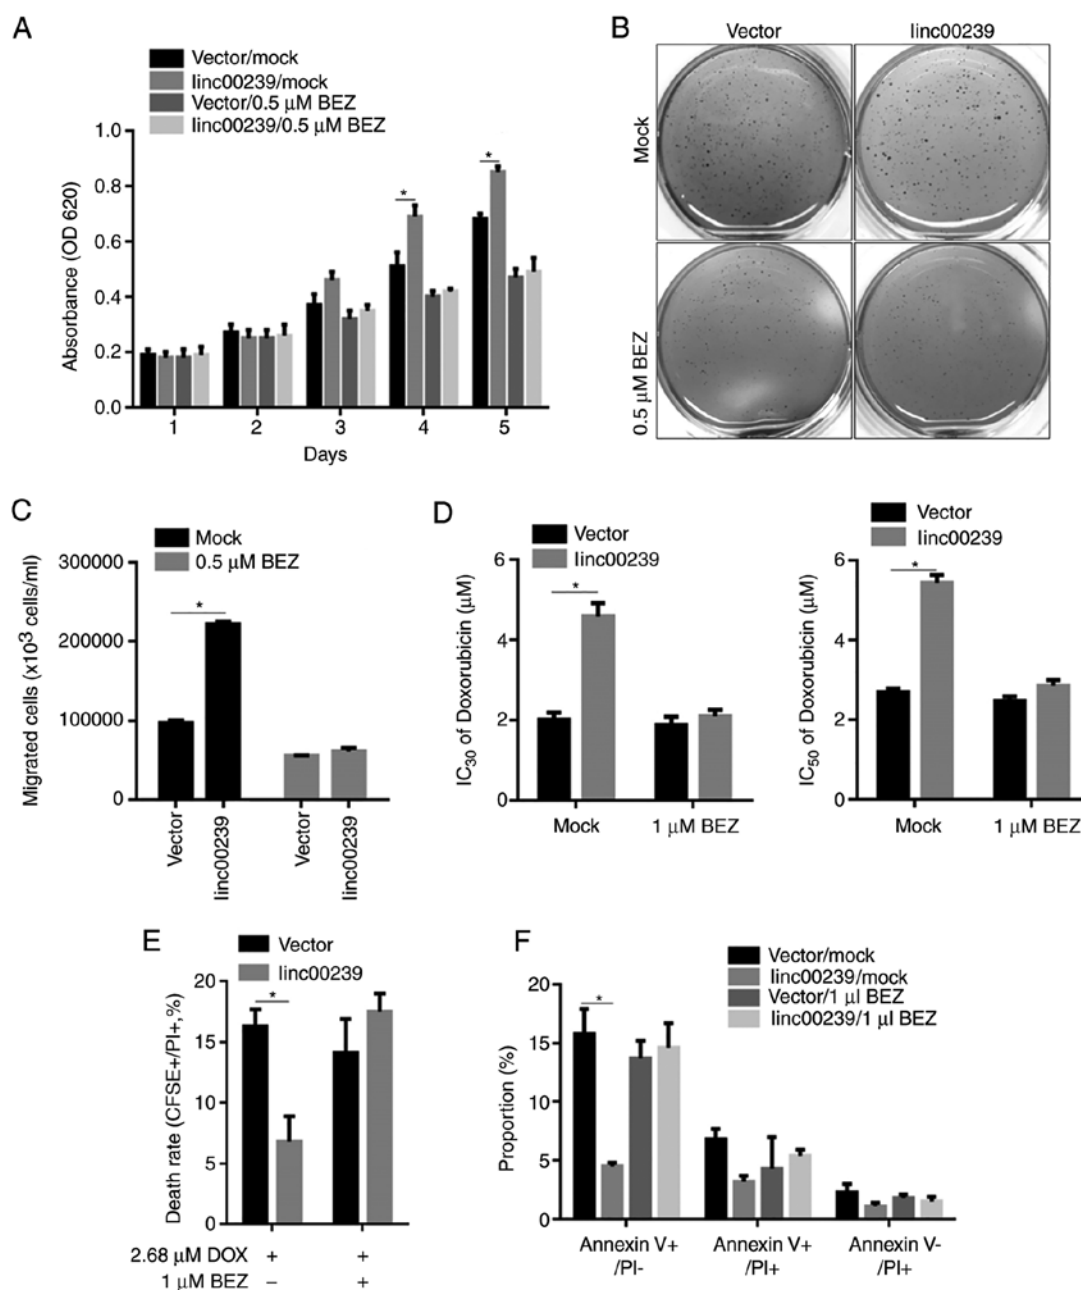 A
Vector/mock
linc00239/mock
Vector/0.5 μM BEZ
linc00239/0.5 μM BEZ
1.0
0.8
0.6
0.4
0.2
0.0
Absorbance (OD 620)
*
*
1 2 3 4 5
Days
B
Vector linc00239
Mock
0.5 μM BEZ
C
Mock
0.5 μM BEZ
300000
200000
100000
0
Migrated cells (x10³ cells/ml)
*
Vector
linc00239
Vector
linc00239
D
Vector
linc00239
6
4
2
0
IC30 of Doxorubicin (μM)
*
Mock 1 μM BEZ
Vector
linc00239
6
4
2
0
IC50 of Doxorubicin (μM)
*
Mock 1 μM BEZ
E
Vector
linc00239
20
15
10
5
0
Death rate (CFSE+/PI+,%)
*
2.68 μM DOX + +
1 μM BEZ – +
F
Vector/mock
linc00239/mock
Vector/1 μl BEZ
linc00239/1 μl BEZ
20
15
10
5
0
Proportion (%)
*
Annexin V+ Annexin V+ Annexin V-
/PI- /PI+ /PI+